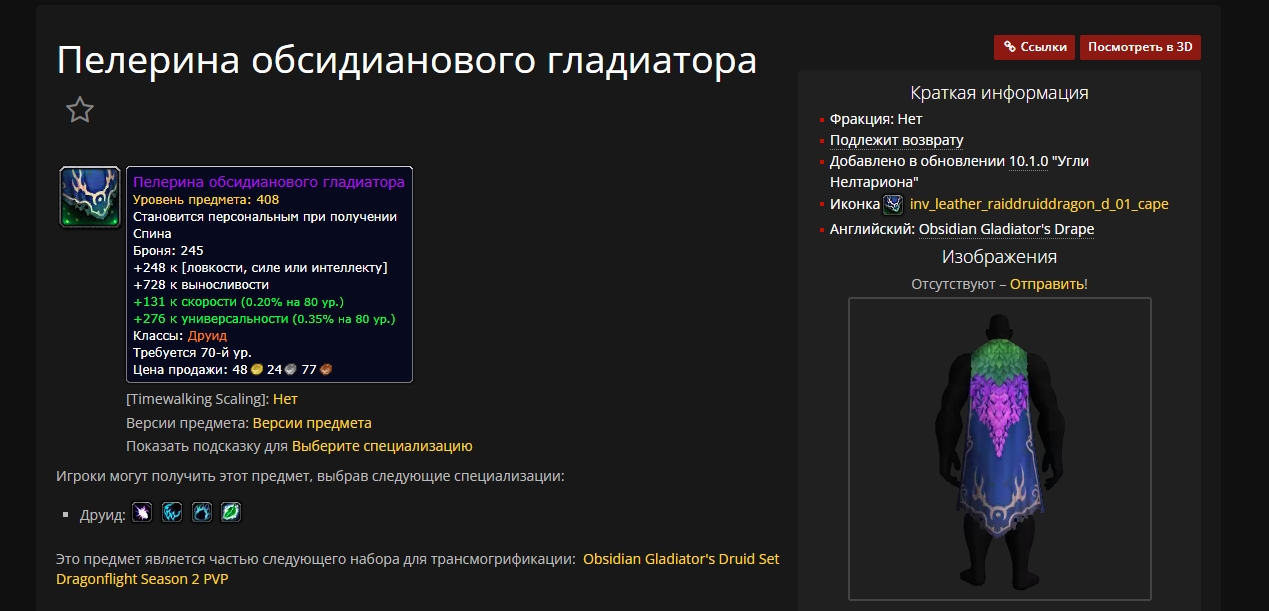 Пелерина обсидианового гладиатора
Пелерина обсидианового гладиатора
Уровень предмета: 408
Становится персональным при получении
Спина
Броня: 245
+248 к [ловкости, силе или интеллекту]
+728 к выносливости
+131 к скорости (0.20% на 80 ур.)
+276 к универсальности (0.35% на 80 ур.)
Классы: Друид
Требуется 70-й ур.
Цена продажи: 48 24 77
[Timewalking Scaling]: Нет
Версии предмета: Версии предмета
Показать подсказку для Выберите специализацию
Игроки могут получить этот предмет, выбрав следующие специализации:
Друид:
Это предмет является частью следующего набора для трансмогрификации: Obsidian Gladiator's Druid Set
Dragonflight Season 2 PVP
Ссылки
Посмотреть в 3D
Краткая информация
Фракция: Нет
Подлежит возврату
Добавлено в обновлении 10.1.0 "Угли
Нелтариона"
Иконка inv_leather_raiddruiddragon_d_01_cape
Английский: Obsidian Gladiator's Drape
Изображения
Отсутствуют – Отправить!